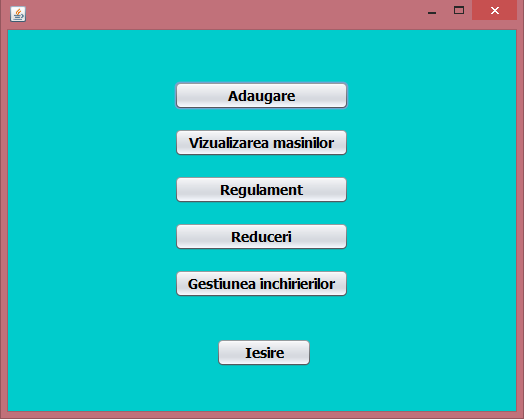 Adaugare
Vizualizarea masinilor
Regulament
Reduceri
Gestiunea inchirierilor
Iesire